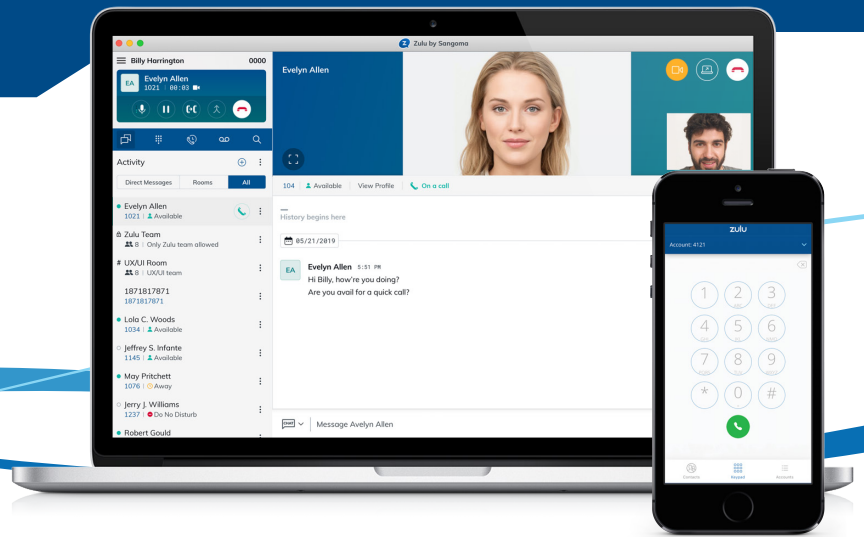 Zulu by Sangoma
Billy Harrington 0000
EA
Evelyn Allen
1021 | 00:03
Activity
Direct Messages Rooms All
Evelyn Allen
1021 | Available
Zulu Team
8 | Only Zulu team allowed
# UX/UI Room
8 | UX/UI team
1871817871
1871817871
Lola C. Woods
1034 | Available
Jeffrey S. Infante
1145 | Available
May Pritchett
1076 | Away
Jerry J. Williams
1237 | Do No Disturb
Robert Gould
Evelyn Allen
104 | Available | View Profile | On a call
History begins here
05/21/2019
EA
Evelyn Allen 5:51 PM
Hi Billy, how're you doing?
Are you avail for a quick call?
CHAT
Message Avelyn Allen
zulu
Account: 4121
1 2 3
4 5 6
7 8 9
* 0 #
Contacts Keypad Accounts